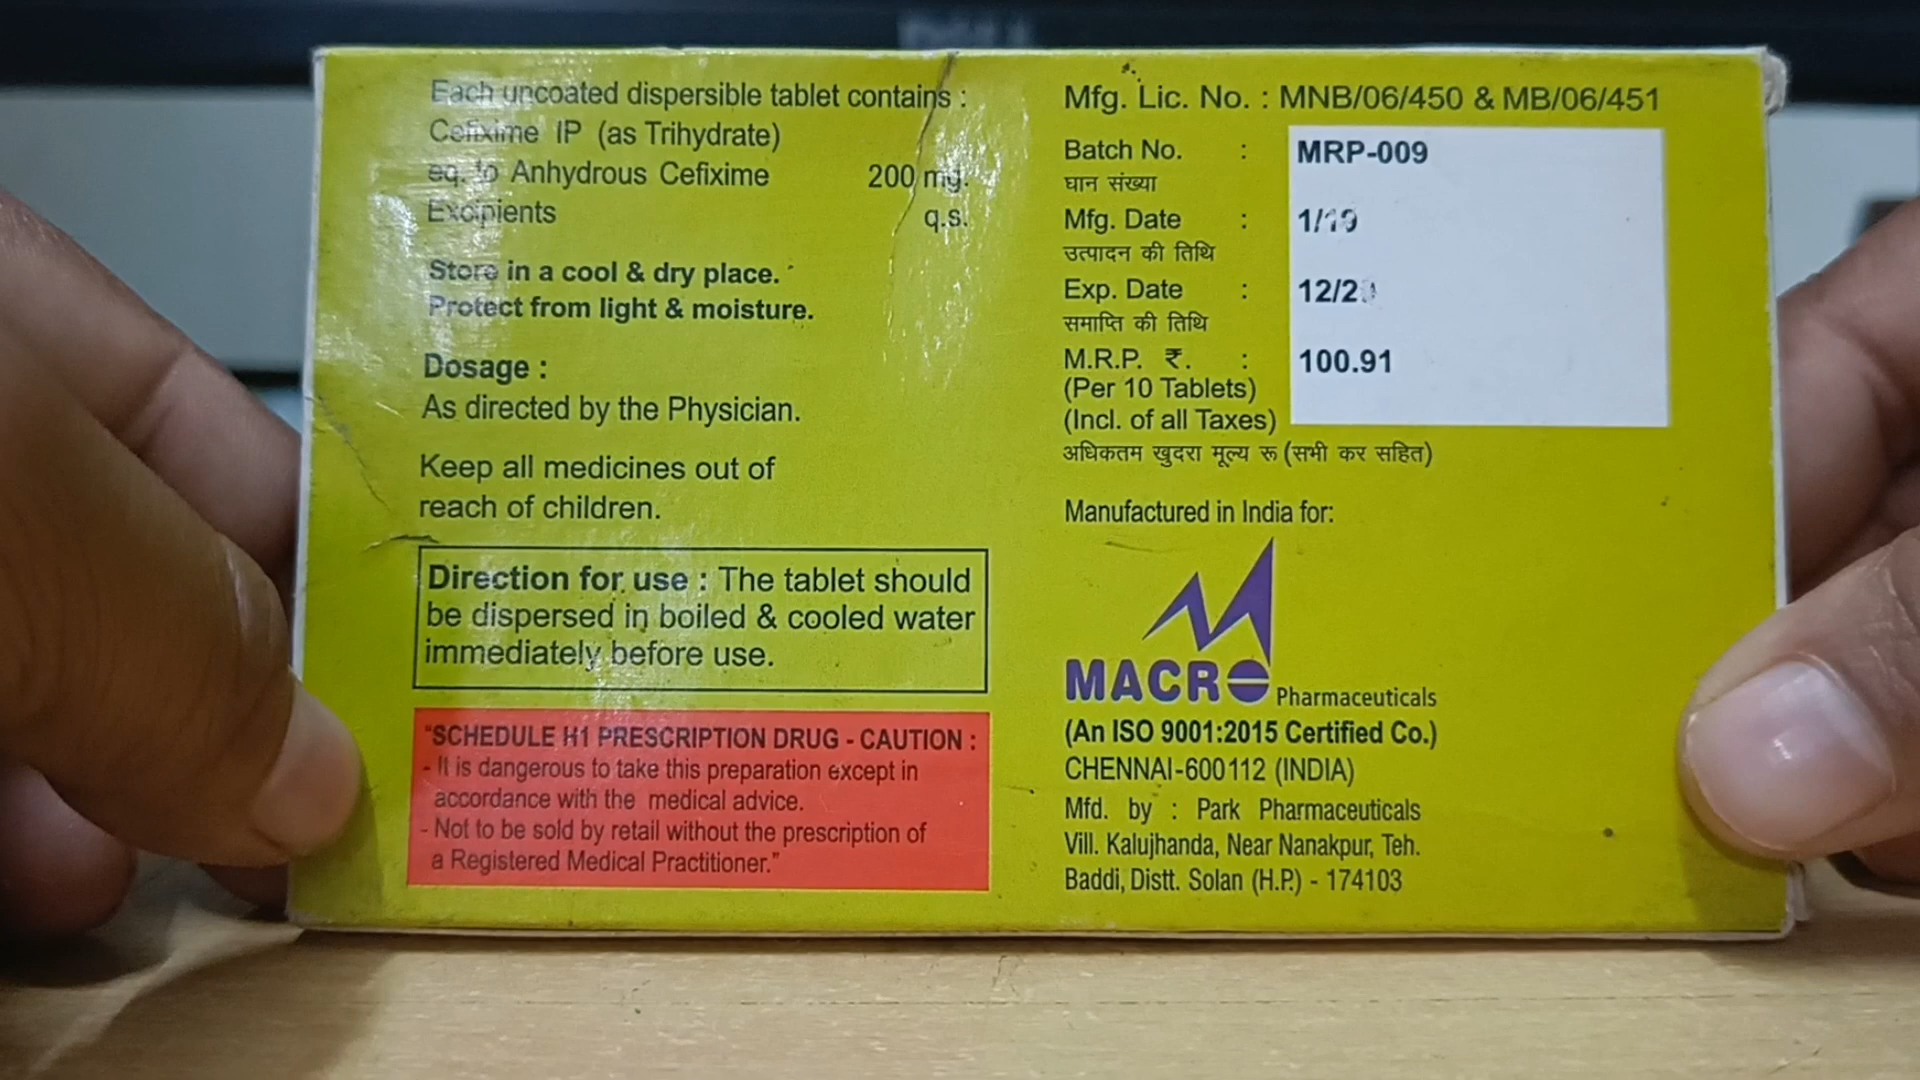 Each uncoated dispersible tablet contains :
Cefixime IP (as Trihydrate)
eq. to Anhydrous Cefixime 200 mg.
Excipients q.s.
Store in a cool & dry place.
Protect from light & moisture.
Dosage :
As directed by the Physician.
Keep all medicines out of
reach of children.
Direction for use : The tablet should
be dispersed in boiled & cooled water
immediately before use.
"SCHEDULE H1 PRESCRIPTION DRUG - CAUTION :
- It is dangerous to take this preparation except in
accordance with the medical advice.
- Not to be sold by retail without the prescription of
a Registered Medical Practitioner."
Mfg. Lic. No. : MNB/06/450 & MB/06/451
Batch No. : MRP-009
घान संख्या
Mfg. Date : 1/19
उत्पादन की तिथि
Exp. Date :
समाप्ति की तिथि
M.R.P. ₹. : 100.91
(Per 10 Tablets)
(Incl. of all Taxes)
अधिकतम खुदरा मूल्य रू (सभी कर सहित)
Manufactured in India for:
MACRO Pharmaceuticals
(An ISO 9001:2015 Certified Co.)
CHENNAI-600112 (INDIA)
Mfd. by : Park Pharmaceuticals
Vill. Kalujhanda, Near Nanakpur, Teh.
Baddi, Distt. Solan (H.P.) - 174103